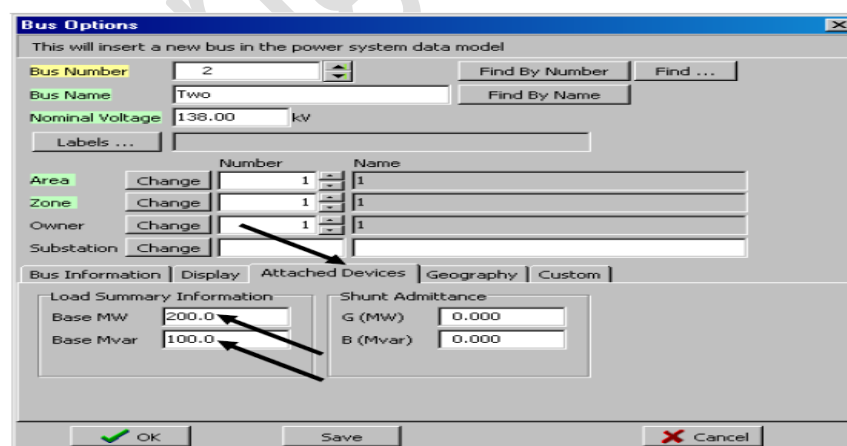 Bus Options
This will insert a new bus in the power system data model
Bus Number 2 Find By Number Find ...
Bus Name Two Find By Name
Nominal Voltage 138.00 kV
Labels ...
Number Name
Area Change 1 1
Zone Change 1 1
Owner Change 1 1
Substation Change
Bus Information Display Attached Devices Geography Custom
Load Summary Information Shunt Admittance
Base MW 200.0 G (MW) 0.000
Base Mvar 100.0 B (Mvar) 0.000
OK Save Cancel